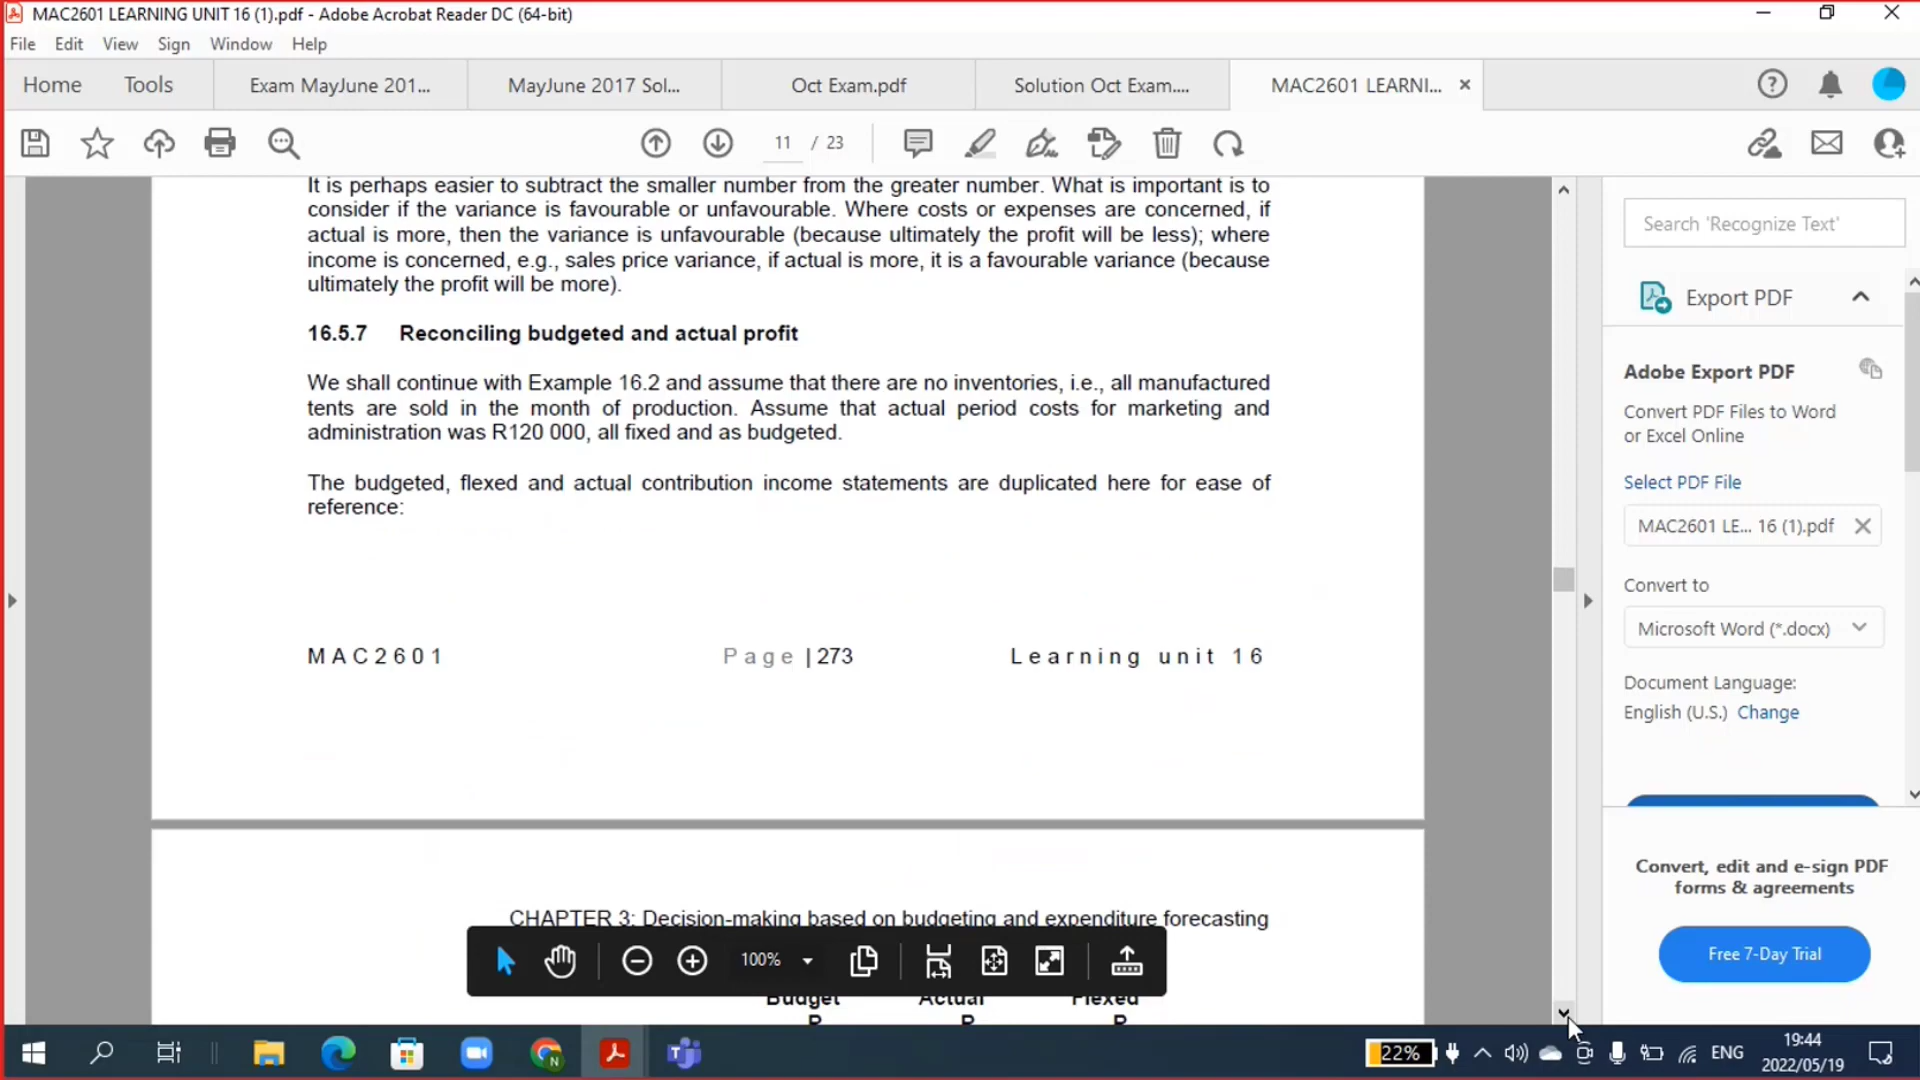 MAC2601 LEARNING UNIT 16 (1).pdf - Adobe Acrobat Reader DC (64-bit)
File Edit View Sign Window Help
Home Tools Exam MayJune 201... MayJune 2017 Sol... Oct Exam.pdf Solution Oct Exam.... MAC2601 LEARNI...
11 / 23
It is perhaps easier to subtract the smaller number from the greater number. What is important is to
consider if the variance is favourable or unfavourable. Where costs or expenses are concerned, if
actual is more, then the variance is unfavourable (because ultimately the profit will be less); where
income is concerned, e.g., sales price variance, if actual is more, it is a favourable variance (because
ultimately the profit will be more).
16.5.7 Reconciling budgeted and actual profit
We shall continue with Example 16.2 and assume that there are no inventories, i.e., all manufactured
tents are sold in the month of production. Assume that actual period costs for marketing and
administration was R120 000, all fixed and as budgeted.
The budgeted, flexed and actual contribution income statements are duplicated here for ease of
reference:
MAC2601 Page |273 Learning unit 16
CHAPTER 3: Decision-making based on budgeting and expenditure forecasting
100%
Budget Actual Flexed
R R R
Search 'Recognize Text'
Export PDF
Adobe Export PDF
Convert PDF Files to Word
or Excel Online
Select PDF File
MAC2601 LE... 16 (1).pdf
Convert to
Microsoft Word (*.docx)
Document Language:
English (U.S.) Change
Convert, edit and e-sign PDF
forms & agreements
Free 7-Day Trial
22% ENG 19:44
2022/05/19